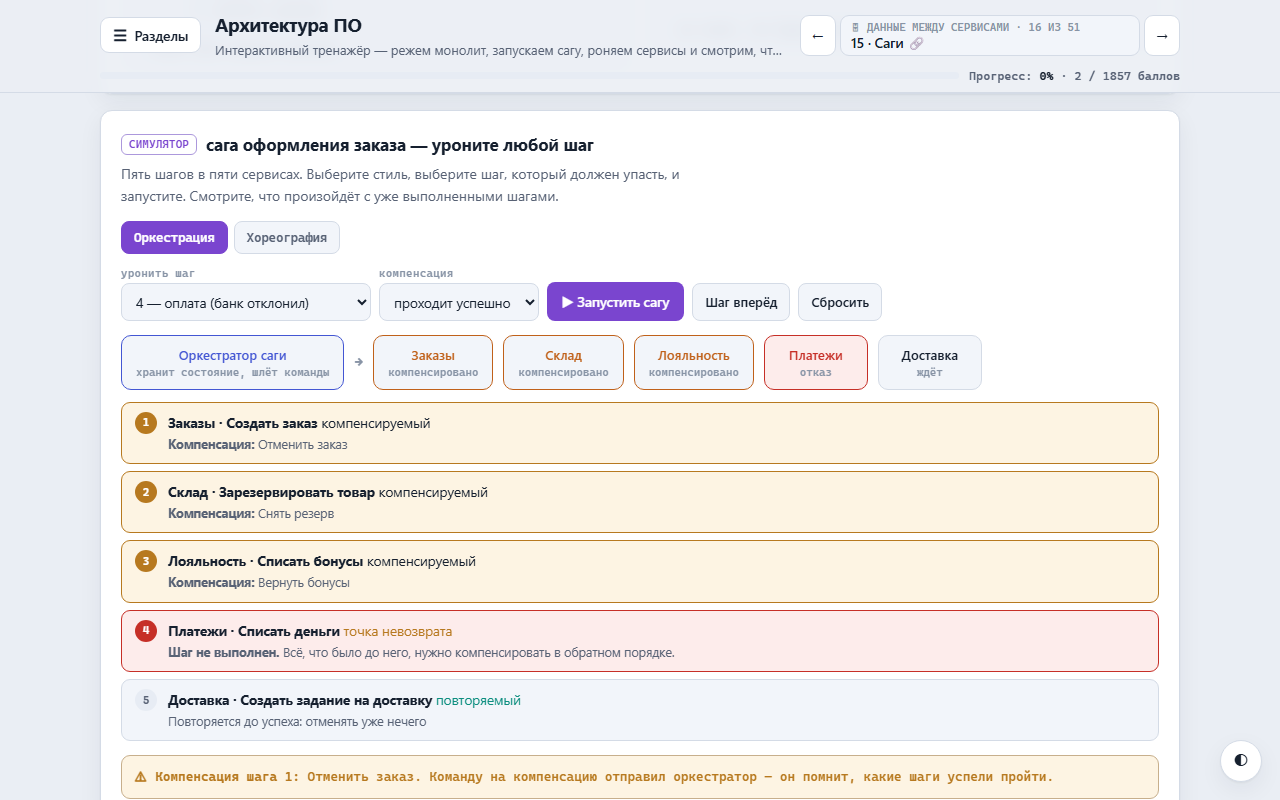 ☰ Разделы
Архитектура ПО
Интерактивный тренажёр — режем монолит, запускаем сагу, роняем сервисы и смотрим, чт...
←
ДАННЫЕ МЕЖДУ СЕРВИСАМИ · 16 ИЗ 51
15 · Саги
→
Прогресс: 0% · 2 / 1857 баллов
СИМУЛЯТОР сага оформления заказа — уроните любой шаг
Пять шагов в пяти сервисах. Выберите стиль, выберите шаг, который должен упасть, и
запустите. Смотрите, что произойдёт с уже выполненными шагами.
Оркестрация Хореография
уронить шаг компенсация
4 — оплата (банк отклонил) проходит успешно ▶ Запустить сагу Шаг вперёд Сбросить
Оркестратор саги → Заказы Склад Лояльность Платежи Доставка
хранит состояние, шлёт команды компенсировано компенсировано компенсировано отказ ждёт
1 Заказы · Создать заказ компенсируемый
Компенсация: Отменить заказ
2 Склад · Зарезервировать товар компенсируемый
Компенсация: Снять резерв
3 Лояльность · Списать бонусы компенсируемый
Компенсация: Вернуть бонусы
4 Платежи · Списать деньги точка невозврата
Шаг не выполнен. Всё, что было до него, нужно компенсировать в обратном порядке.
5 Доставка · Создать задание на доставку повторяемый
Повторяется до успеха: отменять уже нечего
⚠ Компенсация шага 1: Отменить заказ. Команду на компенсацию отправил оркестратор — он помнит, какие шаги успели пройти.